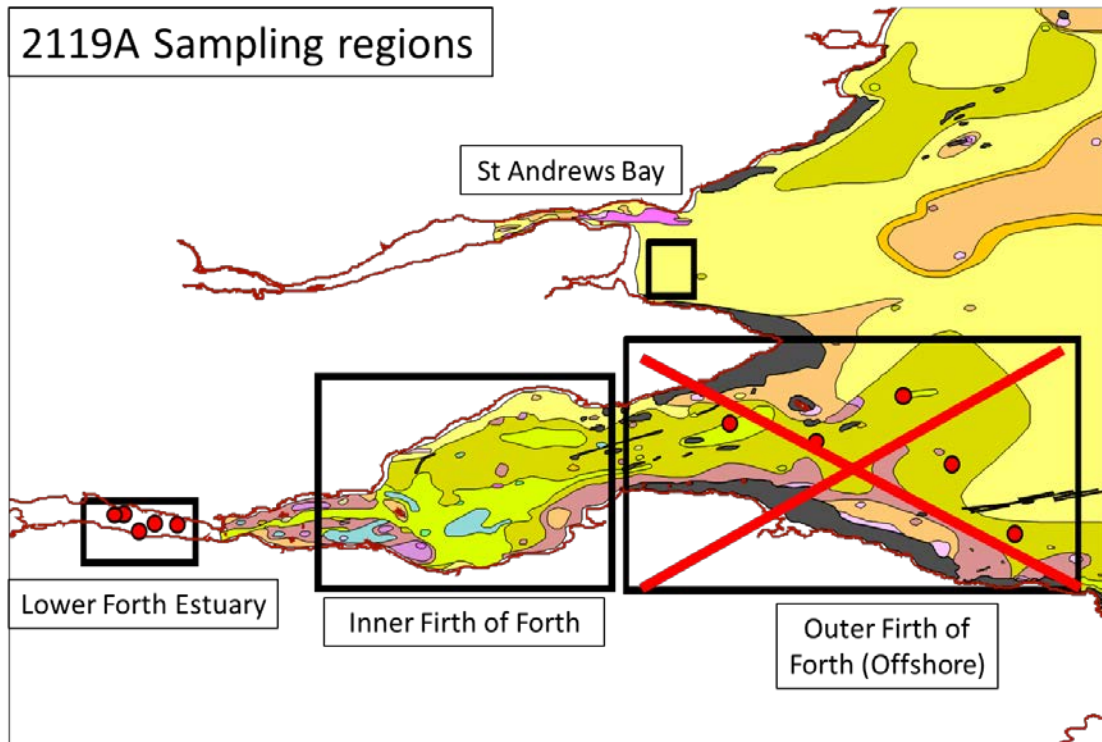 2119A Sampling regions
St Andrews Bay
Lower Forth Estuary
Inner Firth of Forth
Outer Firth of
Forth (Offshore)